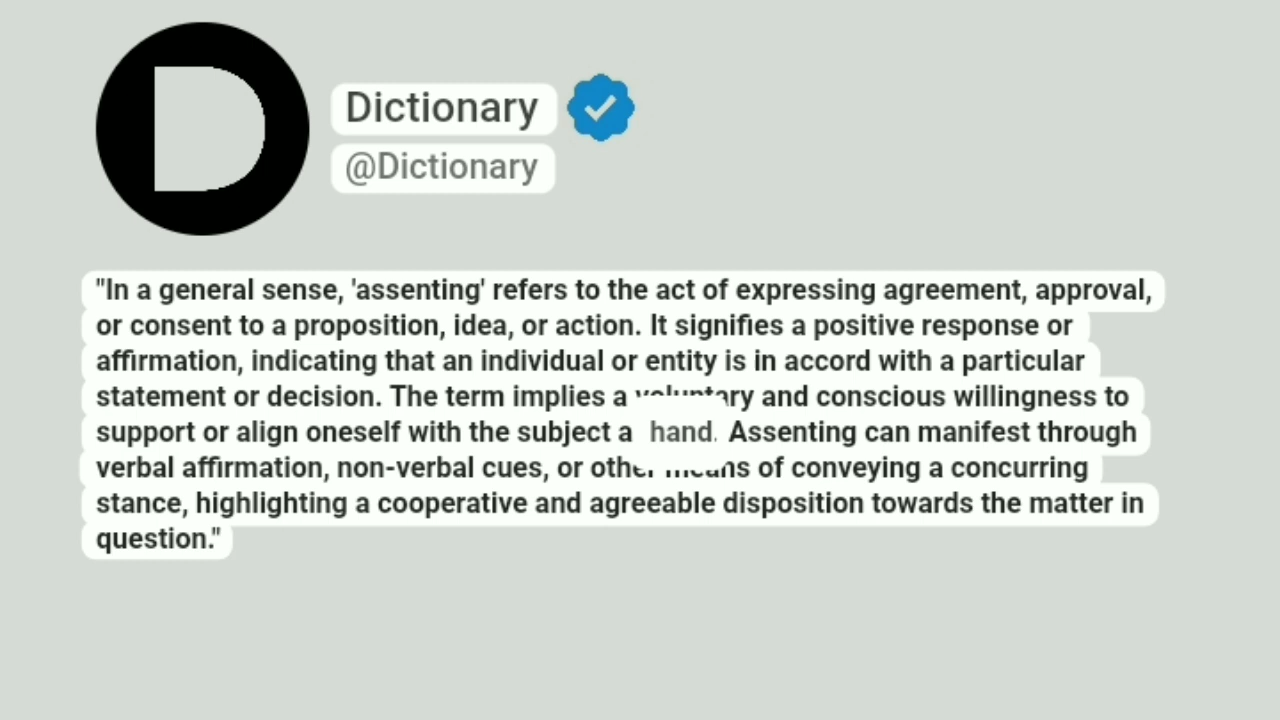 D
Dictionary
@Dictionary
"In a general sense, 'assenting' refers to the act of expressing agreement, approval,
or consent to a proposition, idea, or action. It signifies a positive response or
affirmation, indicating that an individual or entity is in accord with a particular
statement or decision. The term implies a voluntary and conscious willingness to
support or align oneself with the subject a hand. Assenting can manifest through
verbal affirmation, non-verbal cues, or other means of conveying a concurring
stance, highlighting a cooperative and agreeable disposition towards the matter in
question."